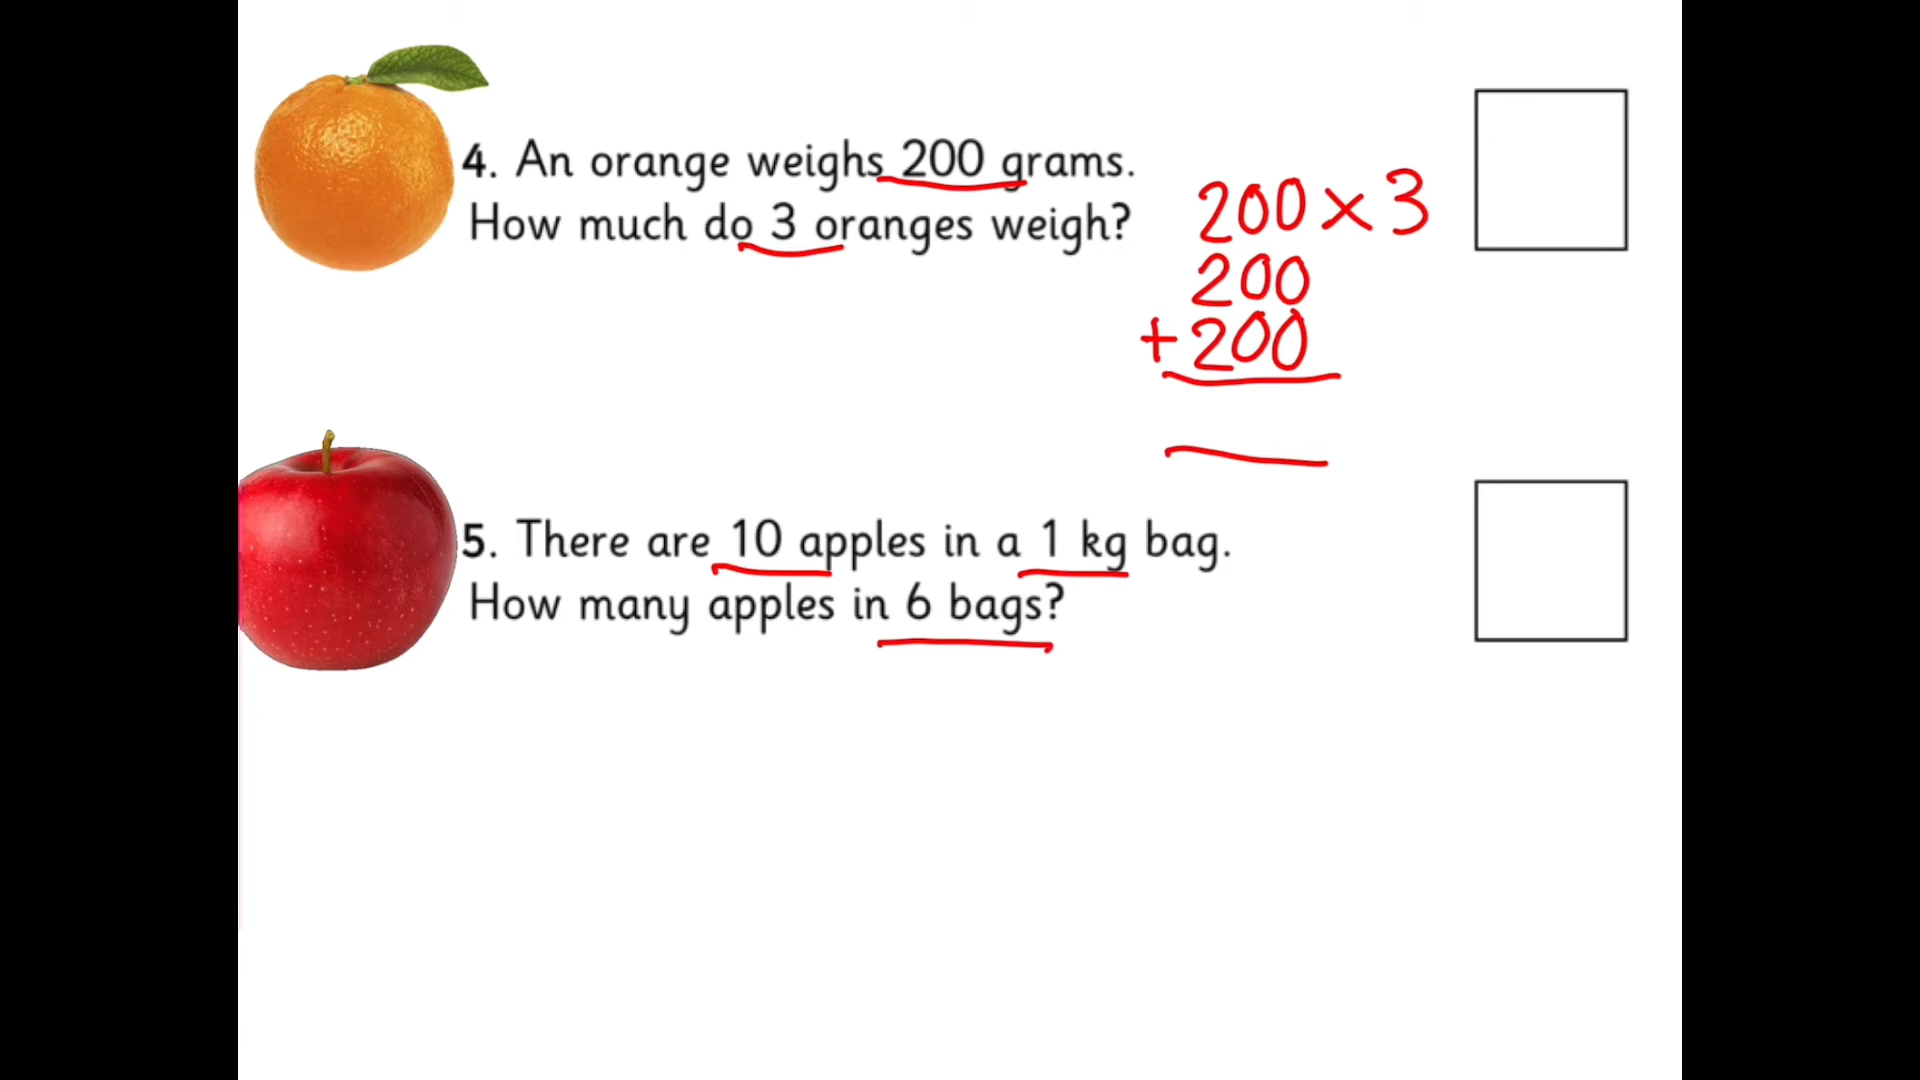 4. An orange weighs 200 grams.
How much do 3 oranges weigh?
200 x 3
200
+ 200
5. There are 10 apples in a 1 kg bag.
How many apples in 6 bags?